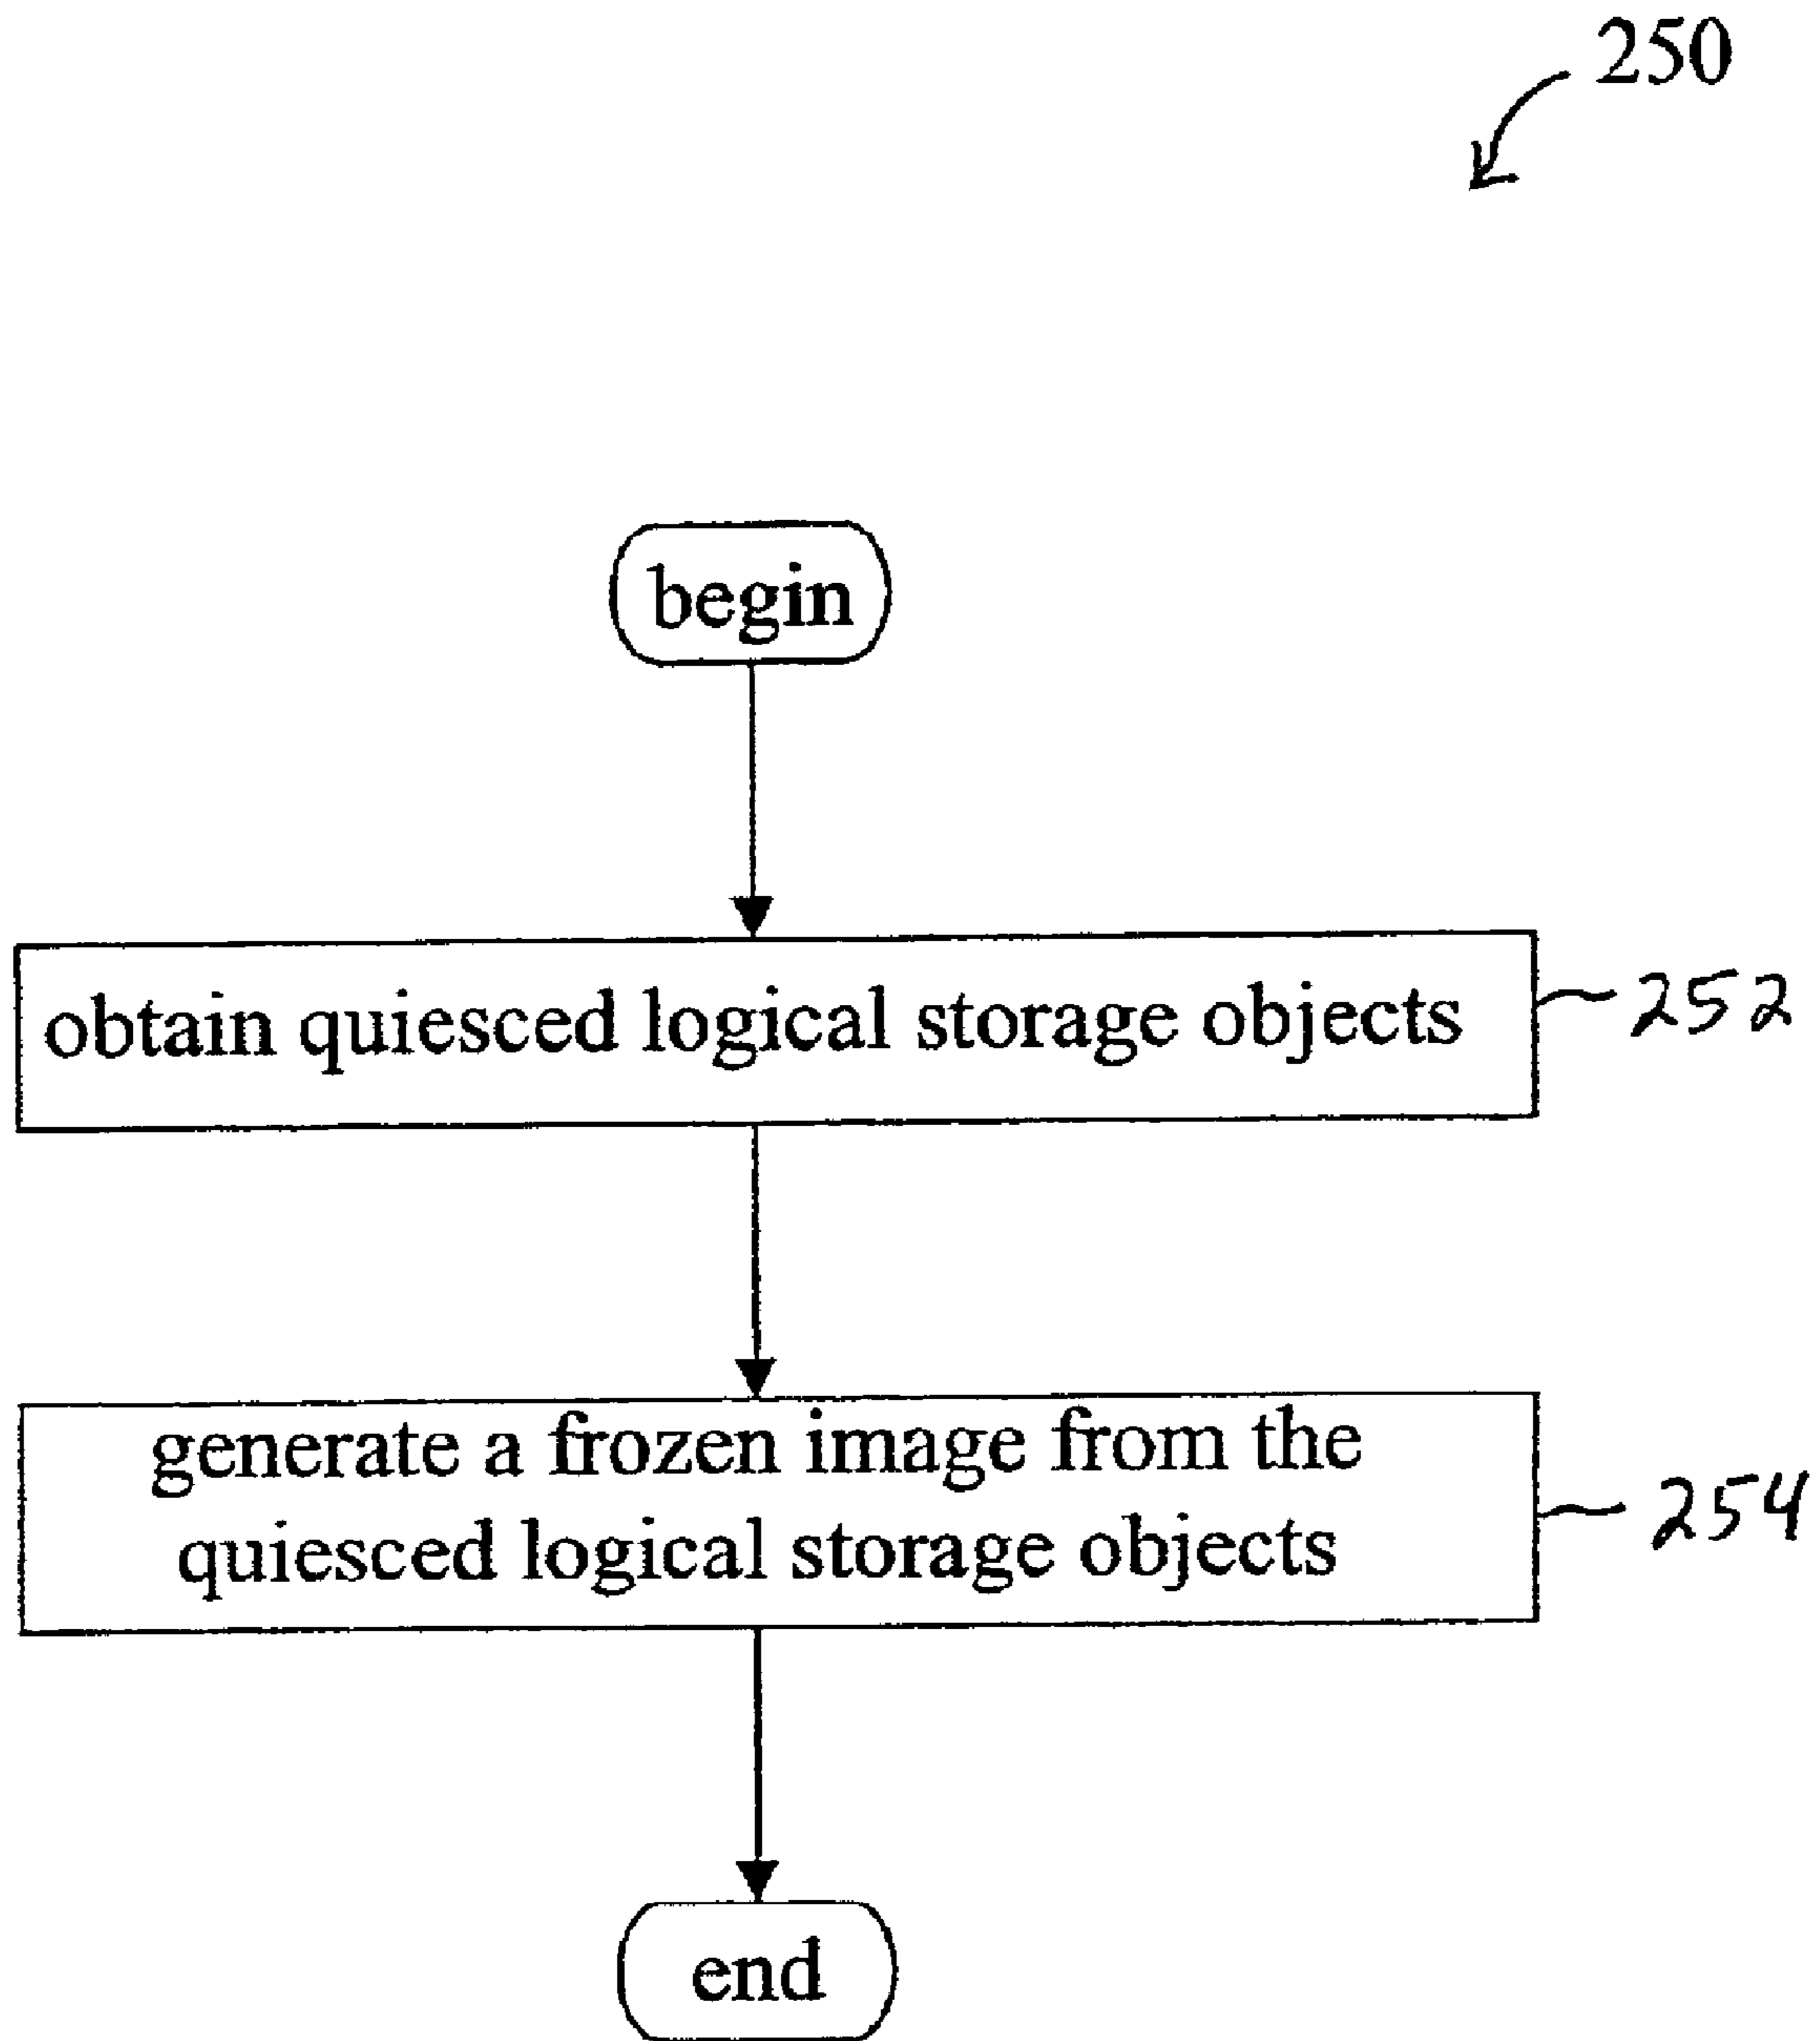 250
begin
obtain quiesced logical storage objects
252
generate a frozen image from the
quiesced logical storage objects
254
end